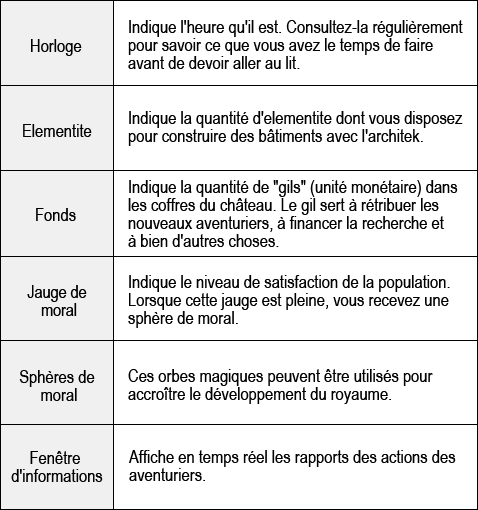 Horloge
Indique l'heure qu'il est. Consultez-la régulièrement
pour savoir ce que vous avez le temps de faire
avant de devoir aller au lit.
Elementite
Indique la quantité d'elementite dont vous disposez
pour construire des bâtiments avec l'architek.
Fonds
Indique la quantité de "gils" (unité monétaire) dans
les coffres du château. Le gil sert à rétribuer les
nouveaux aventuriers, à financer la recherche et
à bien d'autres choses.
Jauge de
moral
Indique le niveau de satisfaction de la population.
Lorsque cette jauge est pleine, vous recevez une
sphère de moral.
Sphères de
moral
Ces orbes magiques peuvent être utilisés pour
accroître le développement du royaume.
Fenêtre
d'informations
Affiche en temps réel les rapports des actions des
aventuriers.